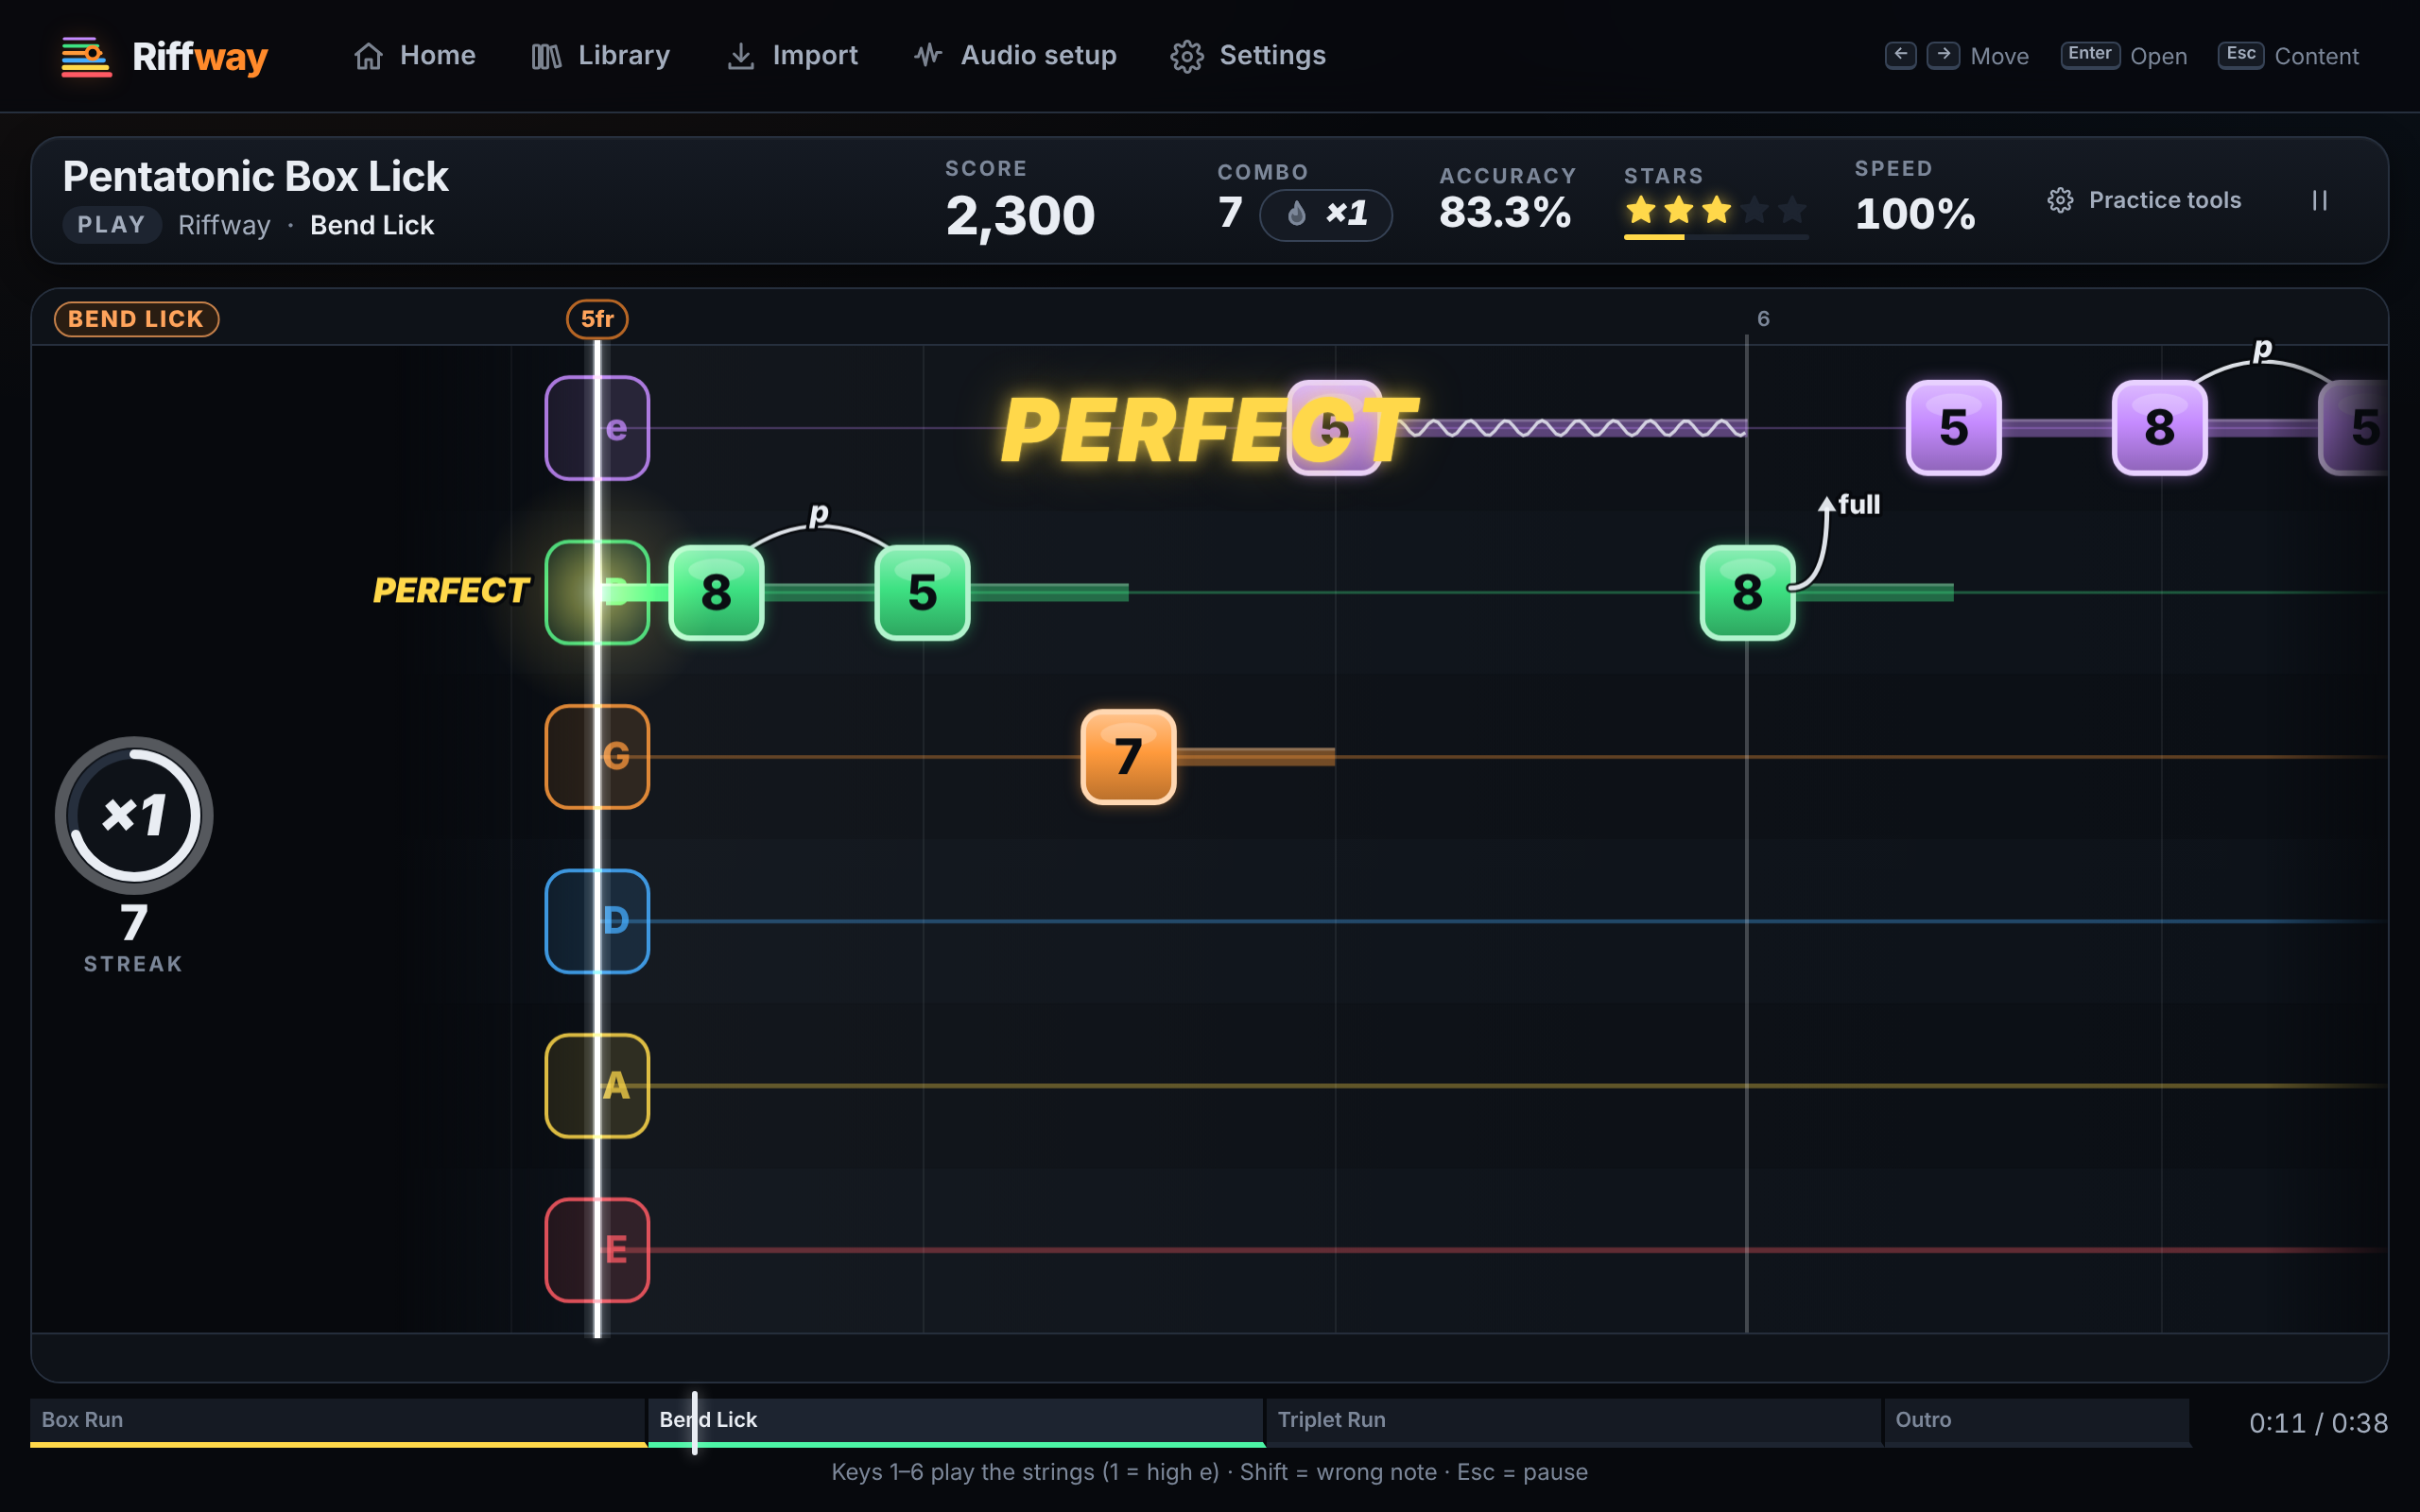 Riffway
Home
Library
Import
Audio setup
Settings
← → Move
Enter Open
Esc Content
Pentatonic Box Lick
PLAY Riffway · Bend Lick
SCORE
2,300
COMBO
7 ×1
ACCURACY
83.3%
STARS
SPEED
100%
Practice tools
BEND LICK
5fr
6
p
e
5
PERFECT
5
8
5
full
p
PERFECT
B
8
5
8
G
7
×1
7
STREAK
D
A
E
Box Run
Bend Lick
Triplet Run
Outro
0:11 / 0:38
Keys 1–6 play the strings (1 = high e) · Shift = wrong note · Esc = pause